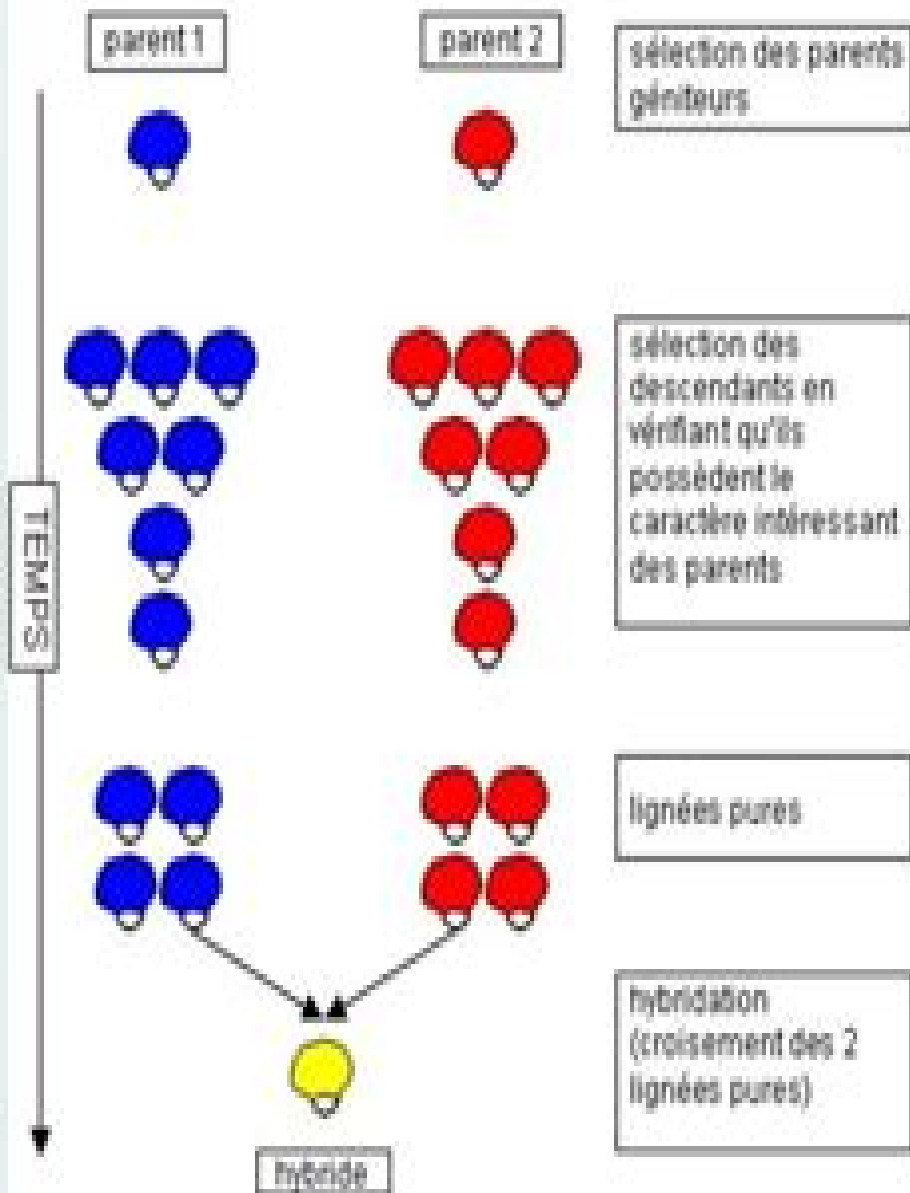 parent 1
parent 2
sélection des parents
géniteurs
sélection des
descendants en
vérifiant qu'ils
possèdent le
caractère intéressant
des parents
TEMPS
lignées pures
hybridation
(croisement des 2
lignées pures)
hybride